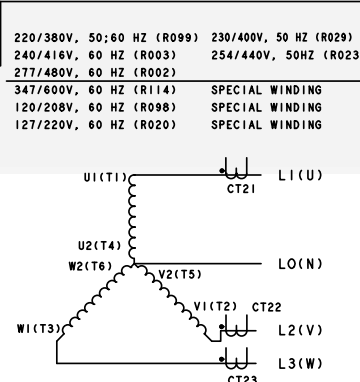 220/380V, 50;60 HZ (R099) 230/400V, 50 HZ (R029)
240/416V, 60 HZ (R003) 254/440V, 50HZ (R023
277/480V, 60 HZ (R002)
347/600V, 60 HZ (R114) SPECIAL WINDING
120/208V, 60 HZ (R098) SPECIAL WINDING
127/220V, 60 HZ (R020) SPECIAL WINDING
U1(T1) L1(U)
CT21
U2(T4)
W2(T6) L0(N)
V2(T5)
V1(T2) CT22
W1(T3) L2(V)
L3(W)
CT23